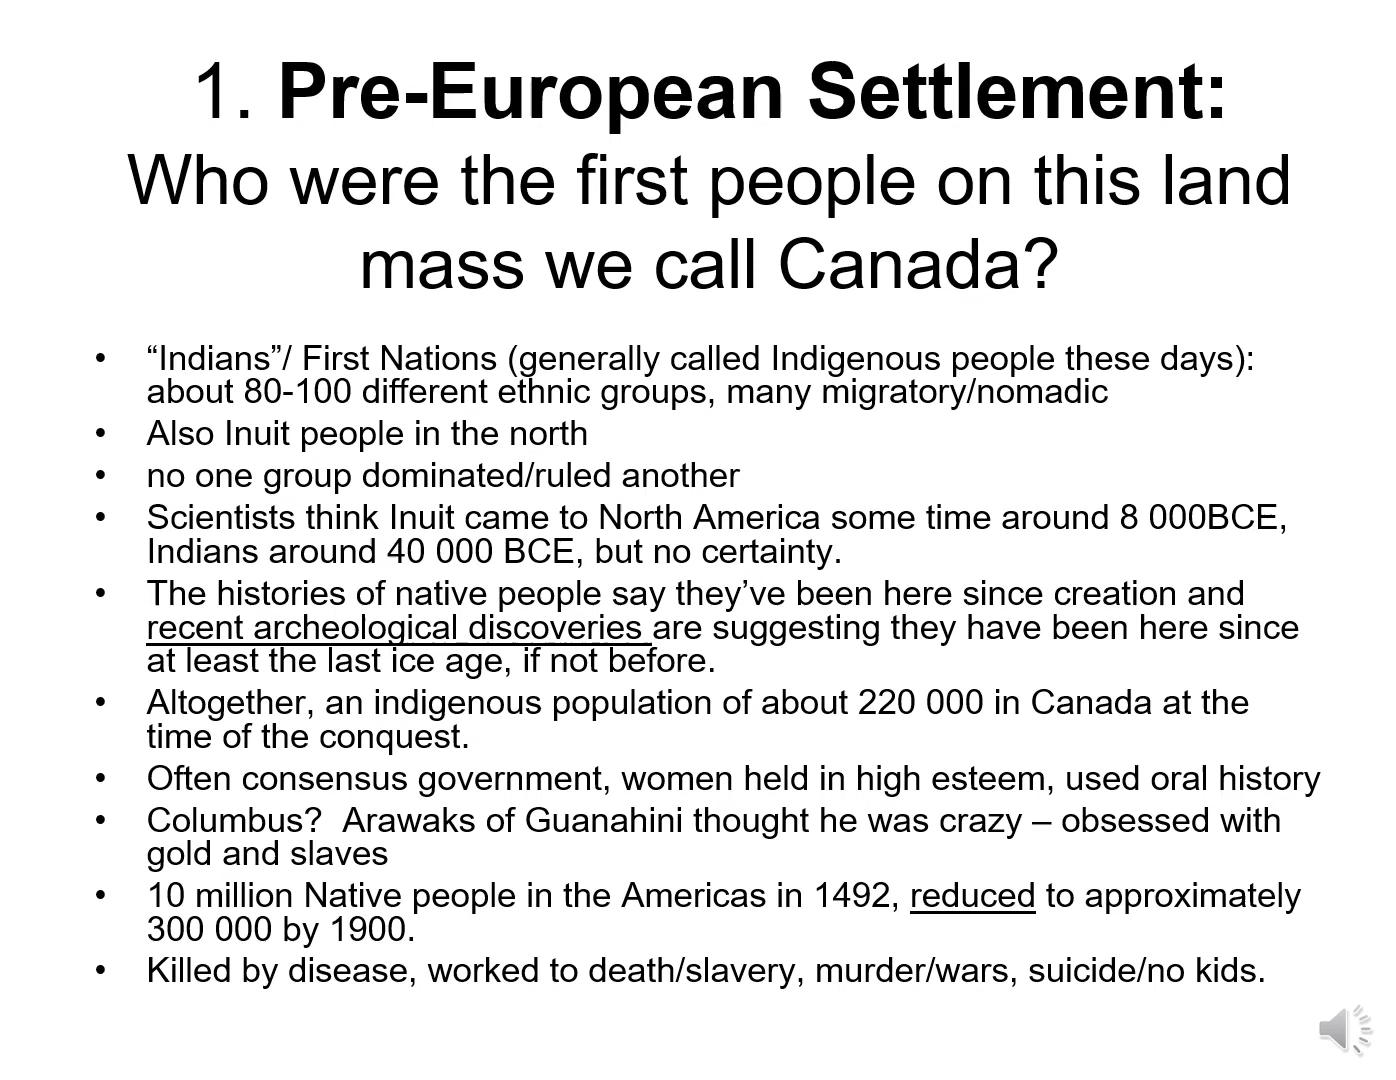 1. Pre-European Settlement:
Who were the first people on this land
mass we call Canada?
• “Indians”/ First Nations (generally called Indigenous people these days):
about 80-100 different ethnic groups, many migratory/nomadic
• Also Inuit people in the north
• no one group dominated/ruled another
• Scientists think Inuit came to North America some time around 8 000BCE,
Indians around 40 000 BCE, but no certainty.
• The histories of native people say they’ve been here since creation and
recent archeological discoveries are suggesting they have been here since
at least the last ice age, if not before.
• Altogether, an indigenous population of about 220 000 in Canada at the
time of the conquest.
• Often consensus government, women held in high esteem, used oral history
• Columbus?  Arawaks of Guanahini thought he was crazy – obsessed with
gold and slaves
• 10 million Native people in the Americas in 1492, reduced to approximately
300 000 by 1900.
• Killed by disease, worked to death/slavery, murder/wars, suicide/no kids.